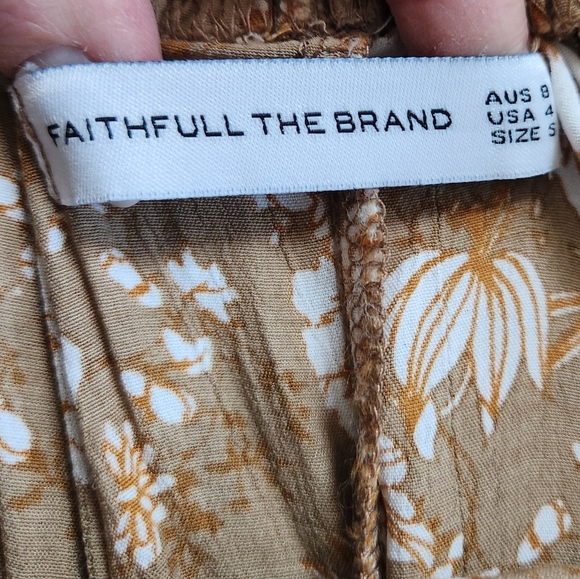 FAITHFULL THE BRAND
AUS 8
USA 4
SIZE S